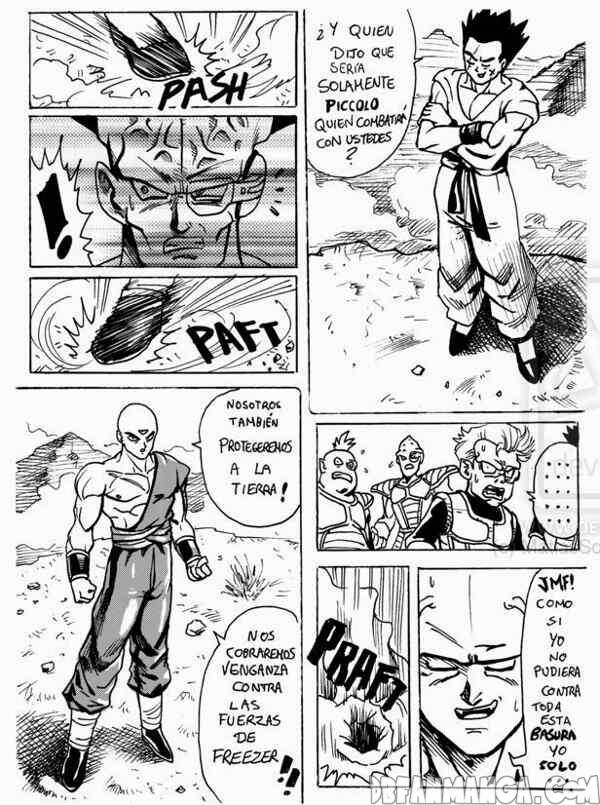 PASH
!
PAFT
¿Y QUIEN
DIJO QUE
SERIA
SOLAMENTE
PICCOLO
QUIEN COMBATIRÁ
CON USTEDES
?
NOSOTROS
TAMBIÉN
PROTEGEREMOS
A LA
TIERRA!
NOS
COBRAREMOS
VENGANZA
CONTRA
LAS
FUERZAS
DE
FREEZER!!
PRAFT
JMF!
COMO
SI
YO
NO
PUDIERA
CONTRA
TODA
ESTA
BASURA
YO
SOLO
DBFANMANGA.COM